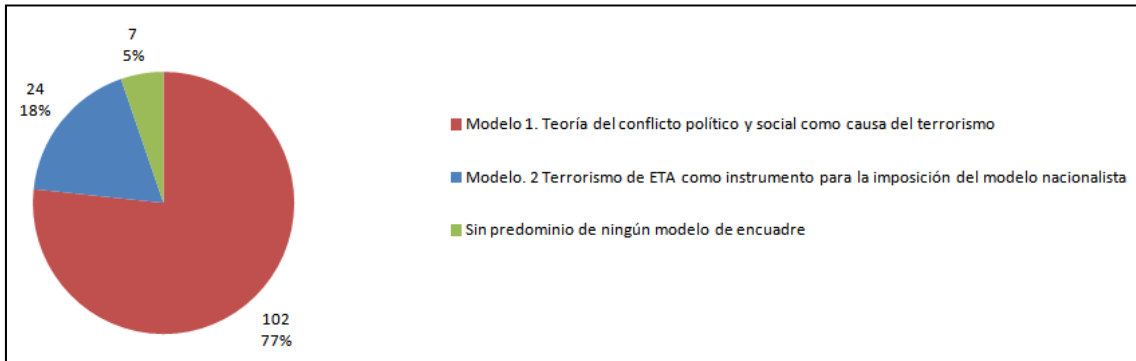 7
5%
24
18%
Modelo 1. Teoría del conflicto político y social como causa del terrorismo
Modelo. 2 Terrorismo de ETA como instrumento para la imposición del modelo nacionalista
Sin predominio de ningún modelo de encuadre
102
77%